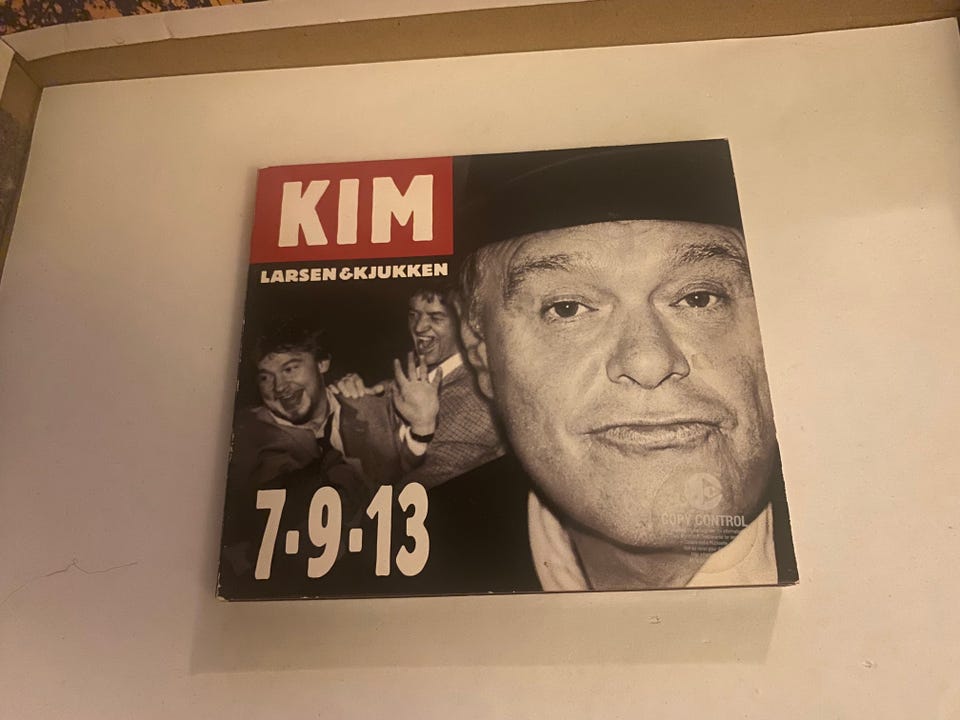 KIM
LARSEN & KJUKKEN
7-9-13
COPY CONTROL